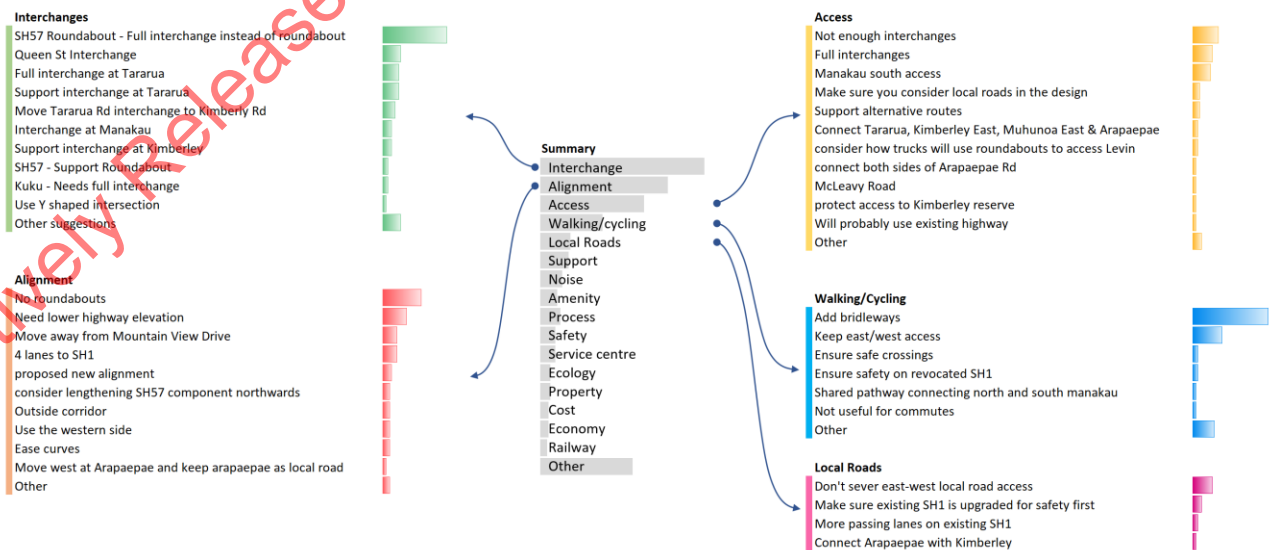 Interchanges
SH57 Roundabout - Full interchange instead of roundabout
Queen St Interchange
Full interchange at Tararua
Support interchange at Tararua
Move Tararua Rd interchange to Kimberly Rd
Interchange at Manakau
Support interchange at Kimberley
SH57 - Support Roundabout
Kuku - Needs full interchange
Use Y shaped intersection
Other suggestions
Alignment
No roundabouts
Need lower highway elevation
Move away from Mountain View Drive
4 lanes to SH1
proposed new alignment
consider lengthening SH57 component northwards
Outside corridor
Use the western side
Ease curves
Move west at Arapaepae and keep arapaepae as local road
Other
Summary
Interchange
Alignment
Access
Walking/cycling
Local Roads
Support
Noise
Amenity
Process
Safety
Service centre
Ecology
Property
Cost
Economy
Railway
Other
Access
Not enough interchanges
Full interchanges
Manakau south access
Make sure you consider local roads in the design
Support alternative routes
Connect Tararua, Kimberley East, Muhunoa East & Arapaepae
consider how trucks will use roundabouts to access Levin
connect both sides of Arapaepae Rd
McLeavy Road
protect access to Kimberley reserve
Will probably use existing highway
Other
Walking/Cycling
Add bridleways
Keep east/west access
Ensure safe crossings
Ensure safety on revocated SH1
Shared pathway connecting north and south manakau
Not useful for commutes
Other
Local Roads
Don't sever east-west local road access
Make sure existing SH1 is upgraded for safety first
More passing lanes on existing SH1
Connect Arapaepae with Kimberley
tively Release